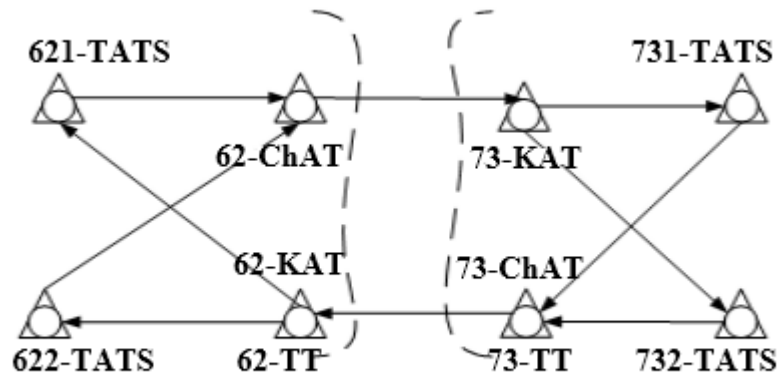 621-TATS
731-TATS
62-ChAT
73-KAT
62-KAT
73-ChAT
622-TATS
62-TT
73-TT
732-TATS